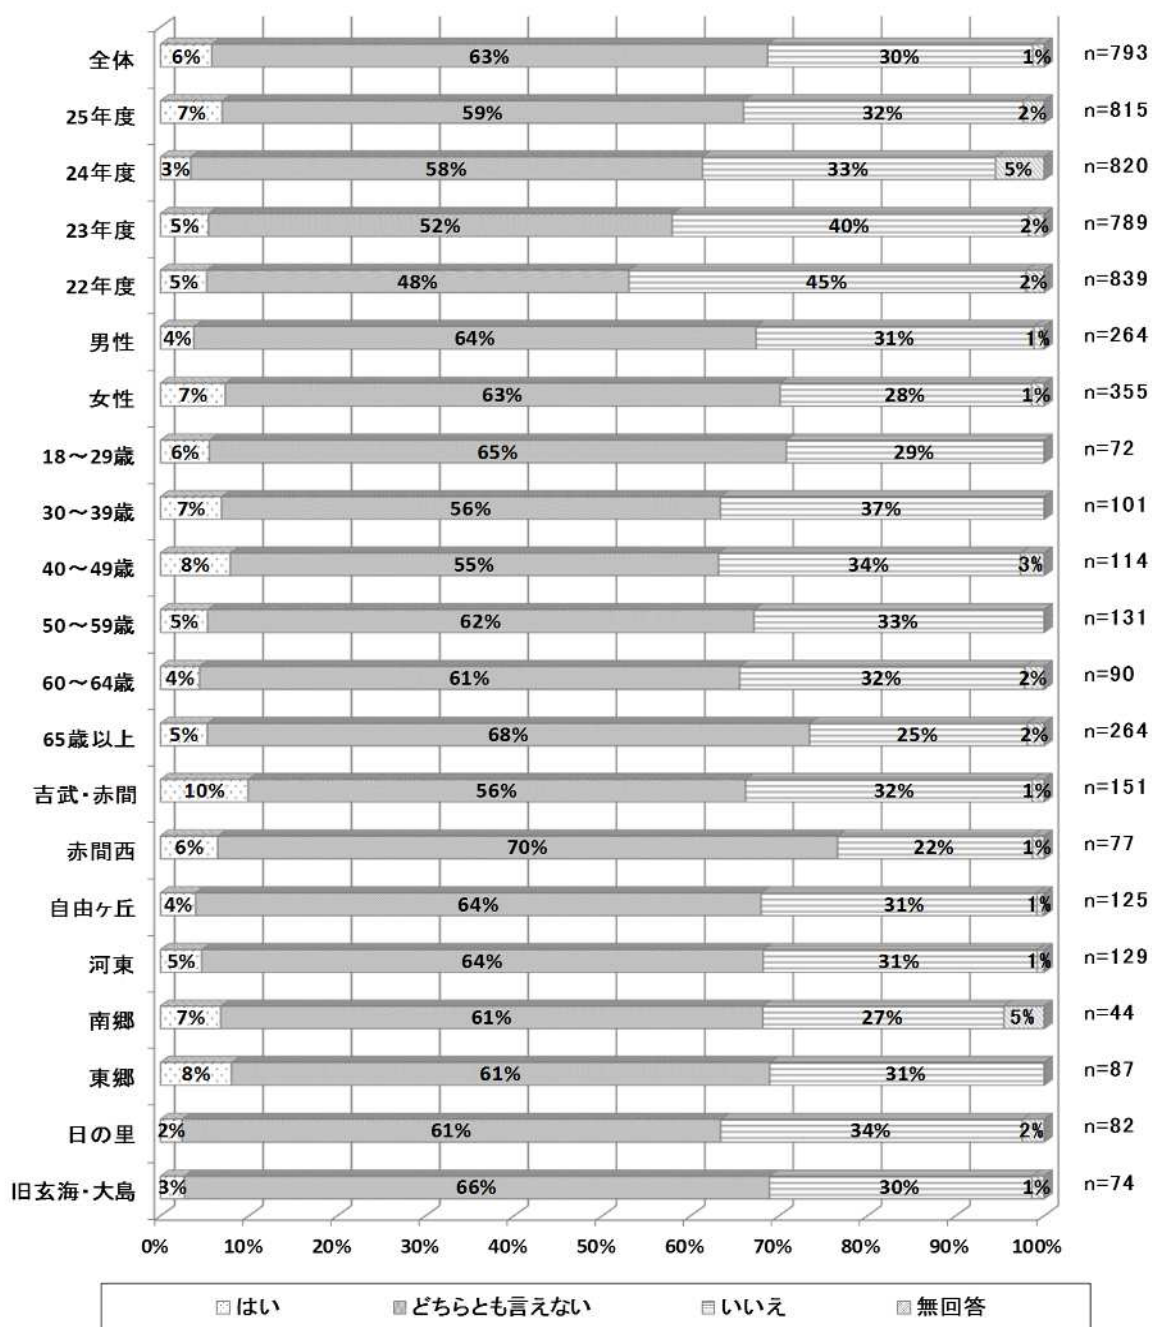 全体 6% 63% 30% 1% n=793
25年度 7% 59% 32% 2% n=815
24年度 3% 58% 33% 5% n=820
23年度 5% 52% 40% 2% n=789
22年度 5% 48% 45% 2% n=839
男性 4% 64% 31% 1% n=264
女性 7% 63% 28% 1% n=355
18～29歳 6% 65% 29% n=72
30～39歳 7% 56% 37% n=101
40～49歳 8% 55% 34% 3% n=114
50～59歳 5% 62% 33% n=131
60～64歳 4% 61% 32% 2% n=90
65歳以上 5% 68% 25% 2% n=264
吉武・赤間 10% 56% 32% 1% n=151
赤間西 6% 70% 22% 1% n=77
自由ヶ丘 4% 64% 31% 1% n=125
河東 5% 64% 31% 1% n=129
南郷 7% 61% 27% 5% n=44
東郷 8% 61% 31% n=87
日の里 2% 61% 34% 2% n=82
旧玄海・大島 3% 66% 30% 1% n=74
0% 10% 20% 30% 40% 50% 60% 70% 80% 90% 100%
はい どちらとも言えない いいえ 無回答